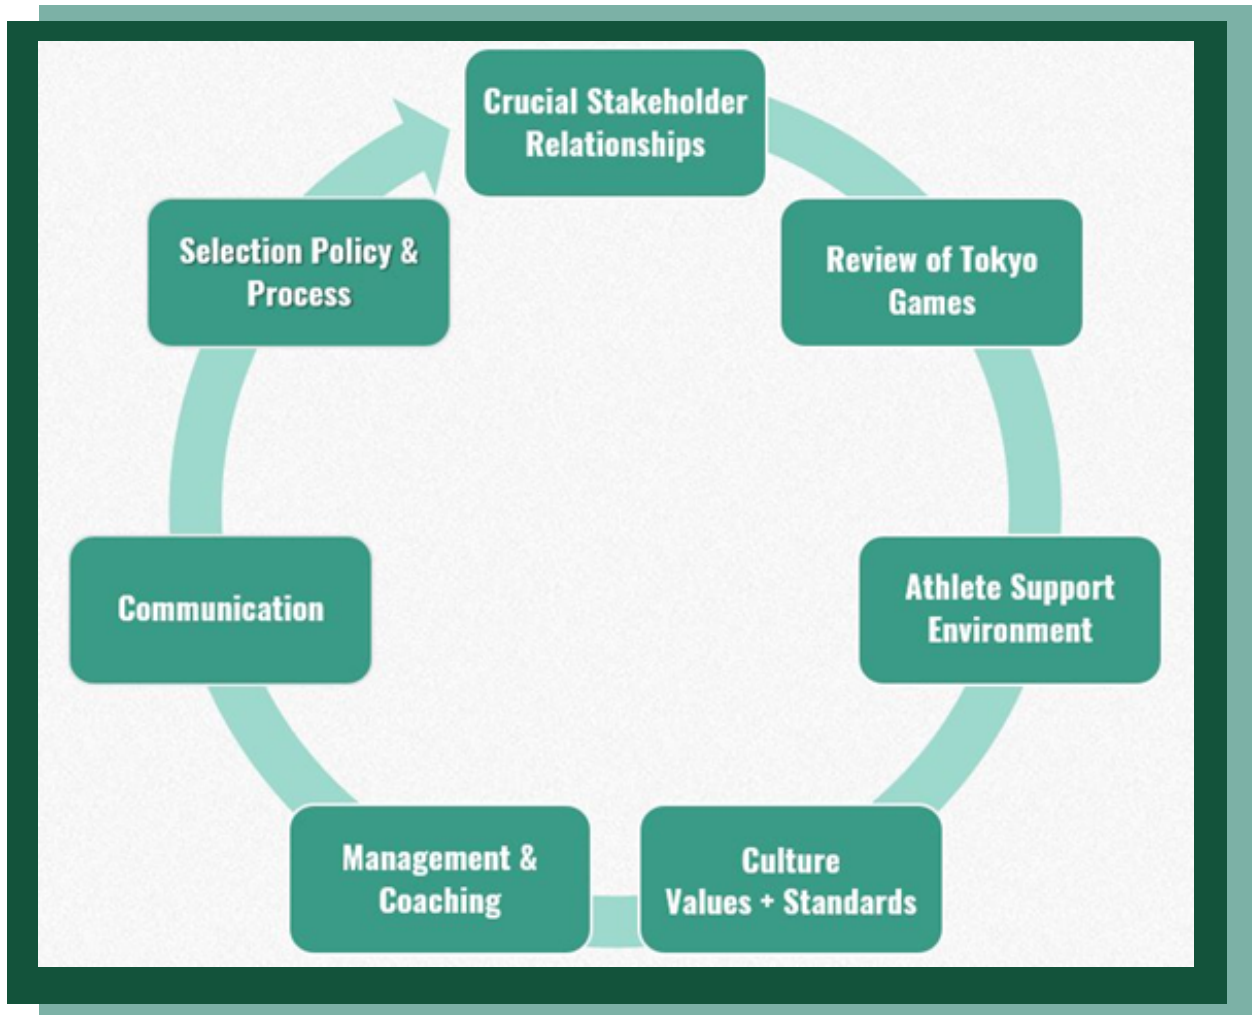 Crucial Stakeholder
Relationships
Review of Tokyo
Games
Athlete Support
Environment
Culture
Values + Standards
Management &
Coaching
Communication
Selection Policy &
Process